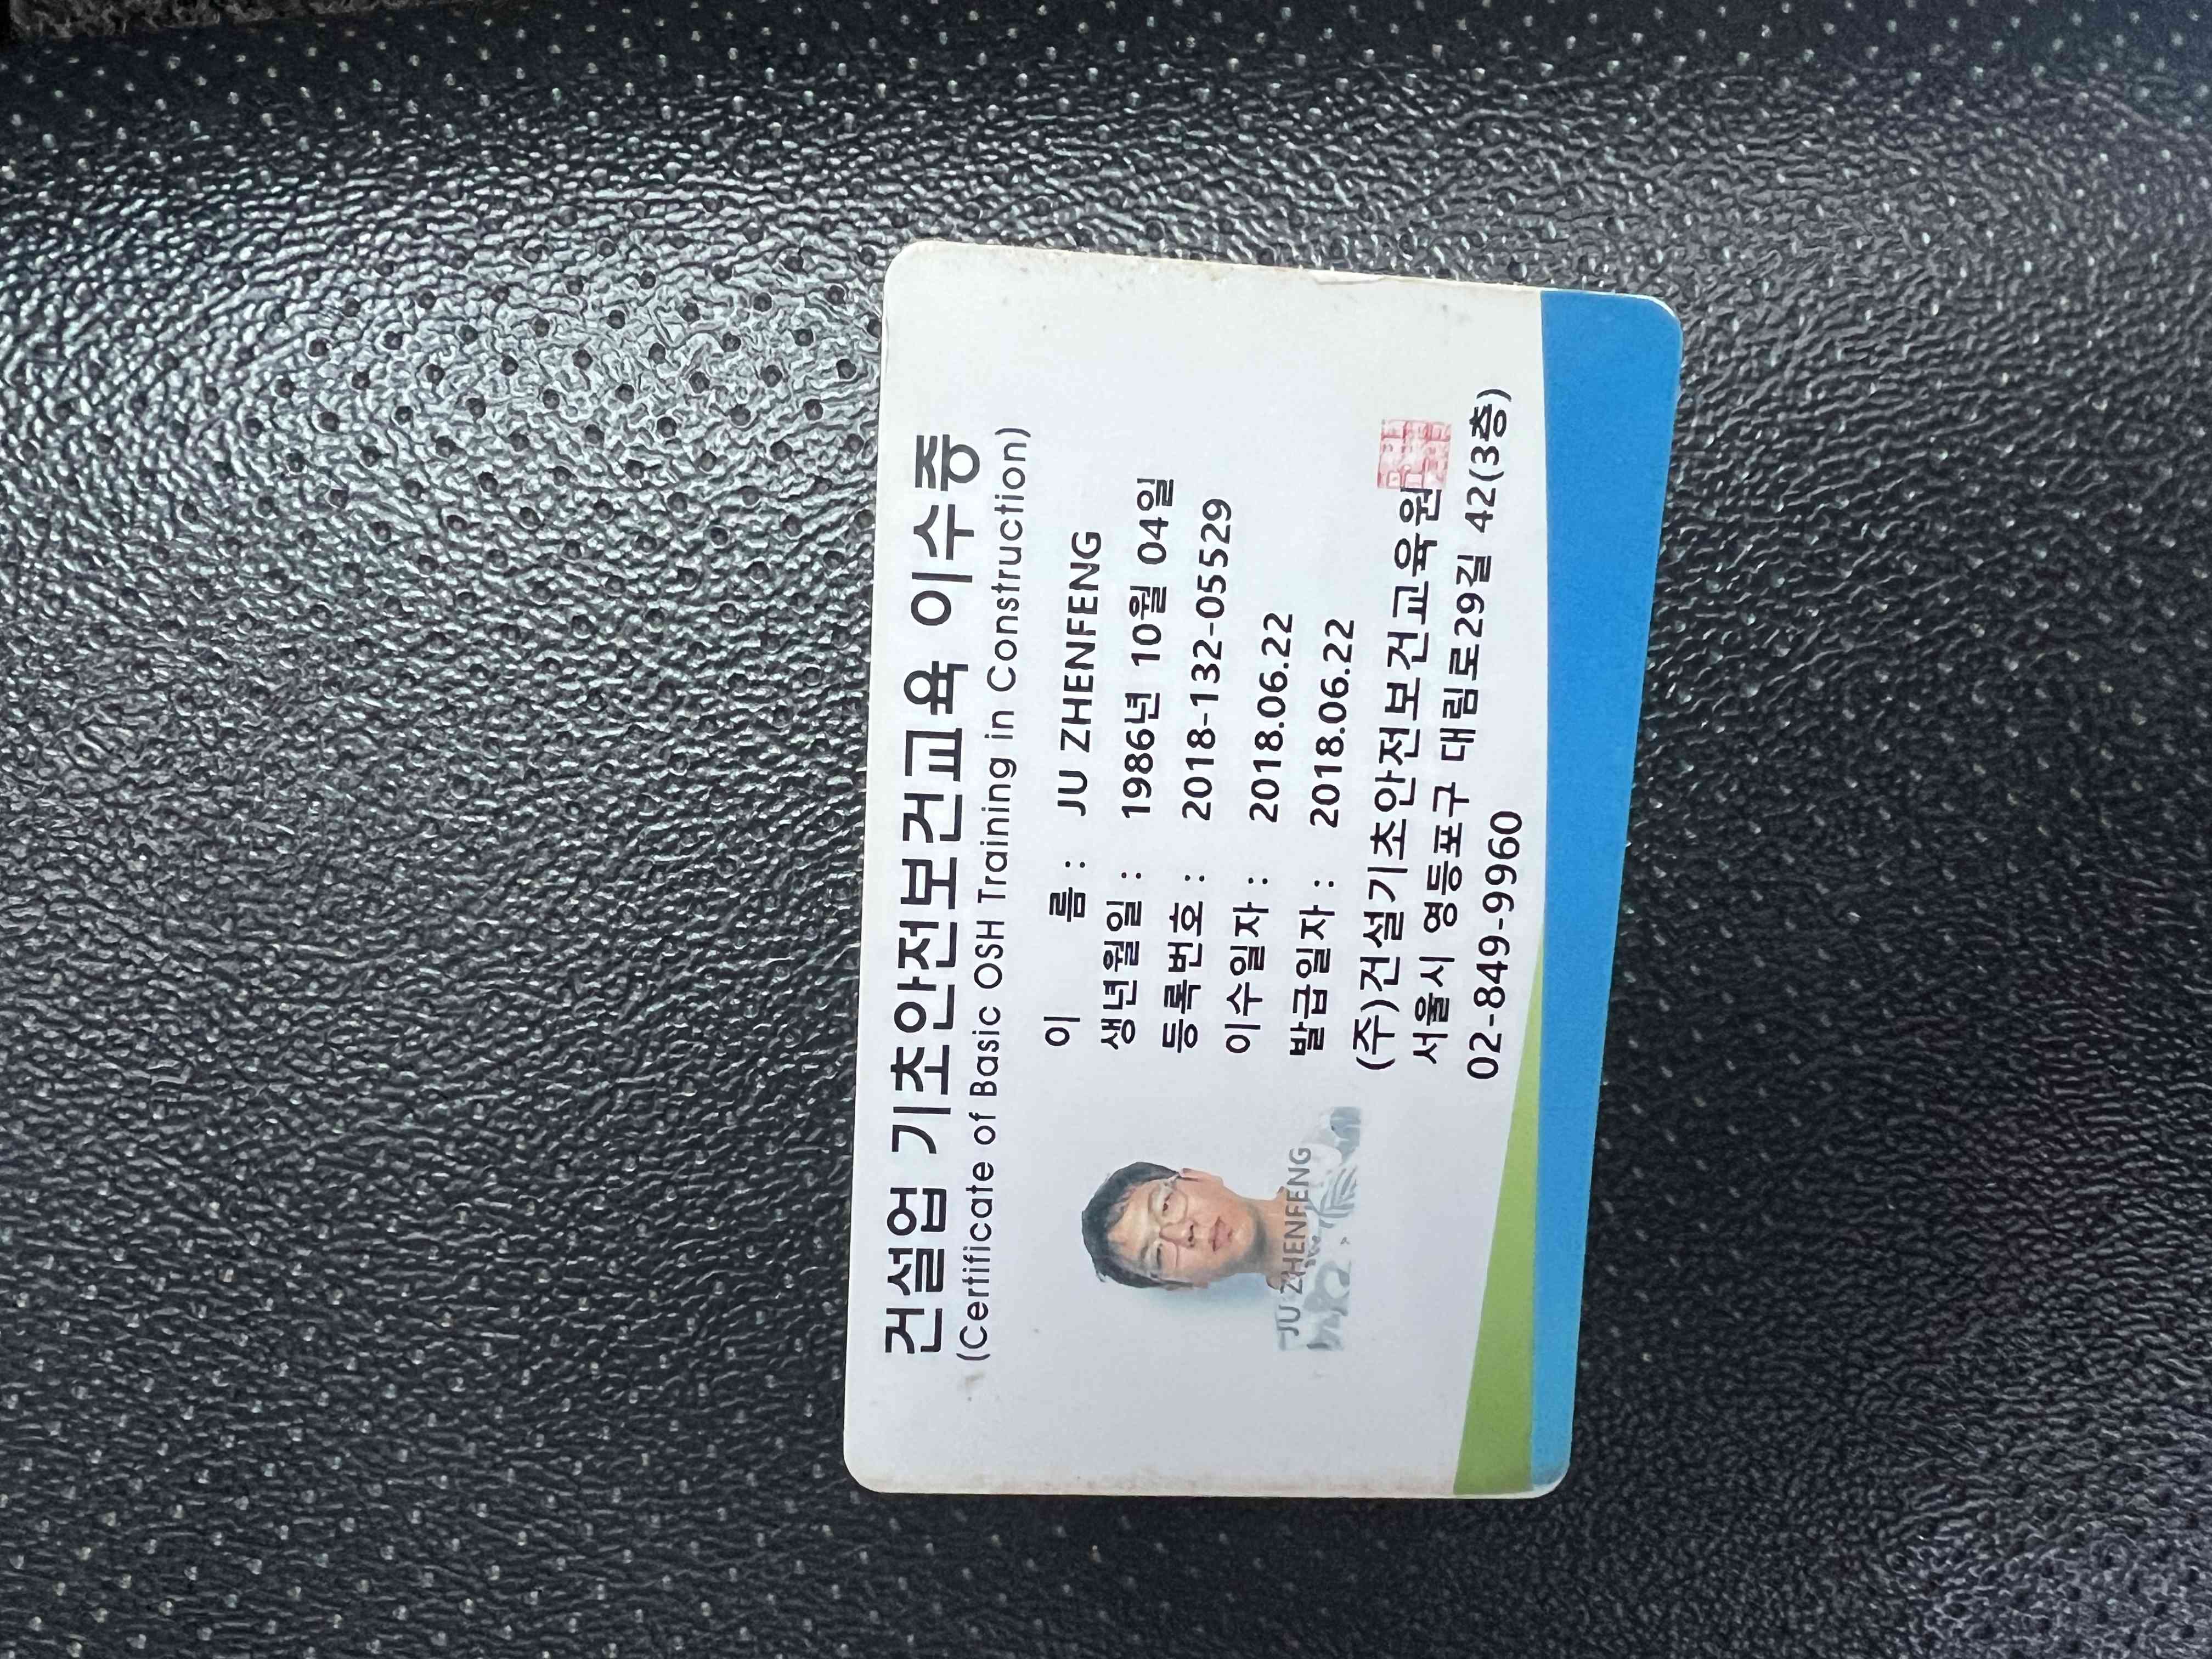 건설업 기초안전보건교육 이수증
(Certificate of Basic OSH Training in Construction)
이 름 : JU ZHENFENG
생년월일 : 1986년 10월 04일
등록번호 : 2018-132-05529
이수일자 : 2018.06.22
발급일자 : 2018.06.22
JU ZHENFENG
(주)건설기초안전보건교육원
서울시 영등포구 대림로29길 42(3층)
02-849-9960